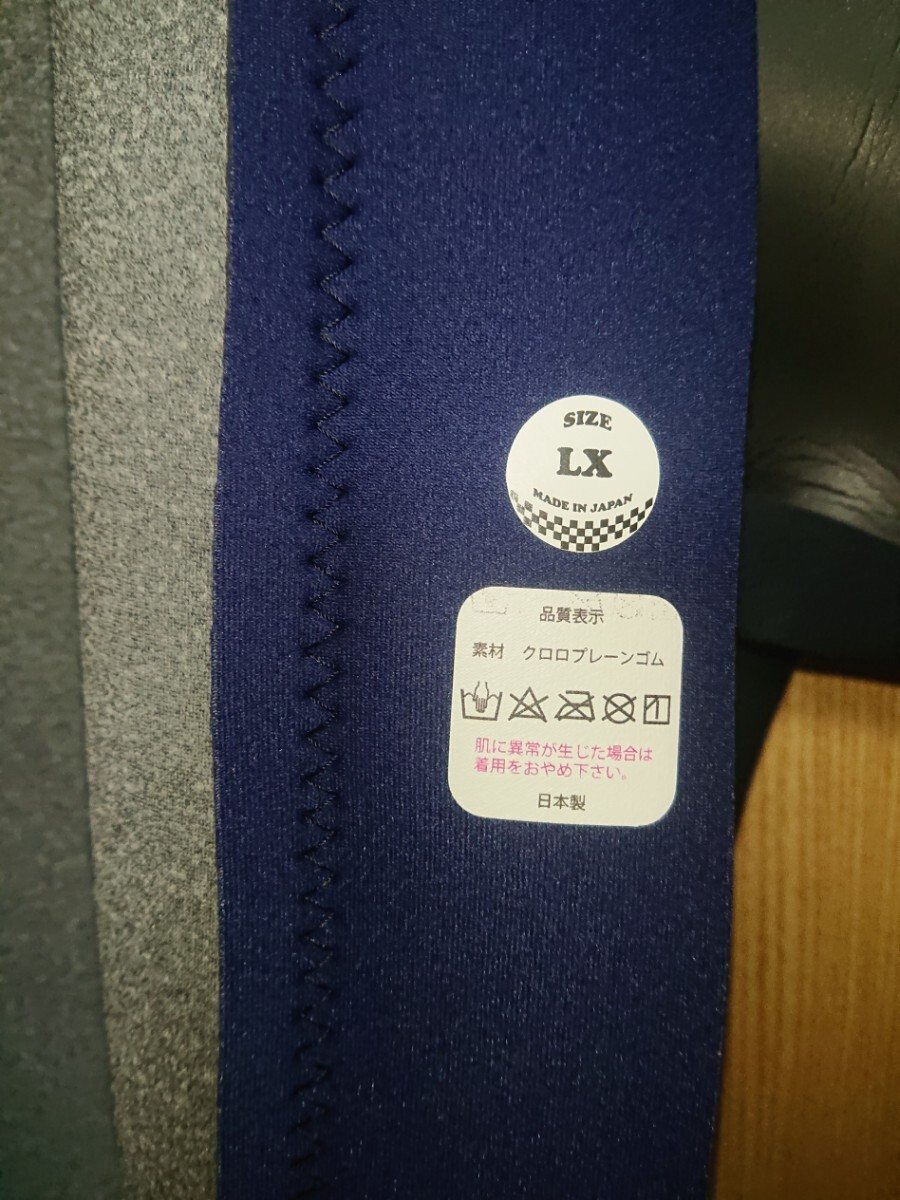 SIZE
LX
MADE IN JAPAN
品質表示
素材　クロロプレーンゴム
肌に異常が生じた場合は
着用をおやめ下さい。
日本製